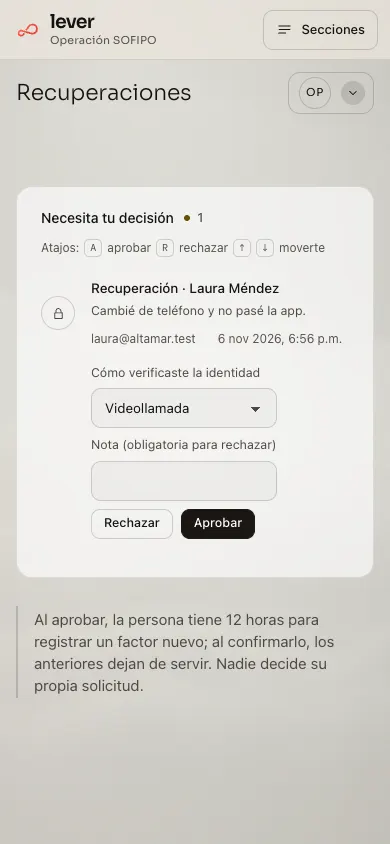 lever
Operación SOFIPO
Secciones
Recuperaciones
OP
Necesita tu decisión • 1
Atajos: A aprobar R rechazar ↑ ↓ moverte
Recuperación · Laura Méndez
Cambié de teléfono y no pasé la app.
laura@altamar.test 6 nov 2026, 6:56 p.m.
Cómo verificaste la identidad
Videollamada
Nota (obligatoria para rechazar)
Rechazar Aprobar
Al aprobar, la persona tiene 12 horas para
registrar un factor nuevo; al confirmarlo, los
anteriores dejan de servir. Nadie decide su
propia solicitud.